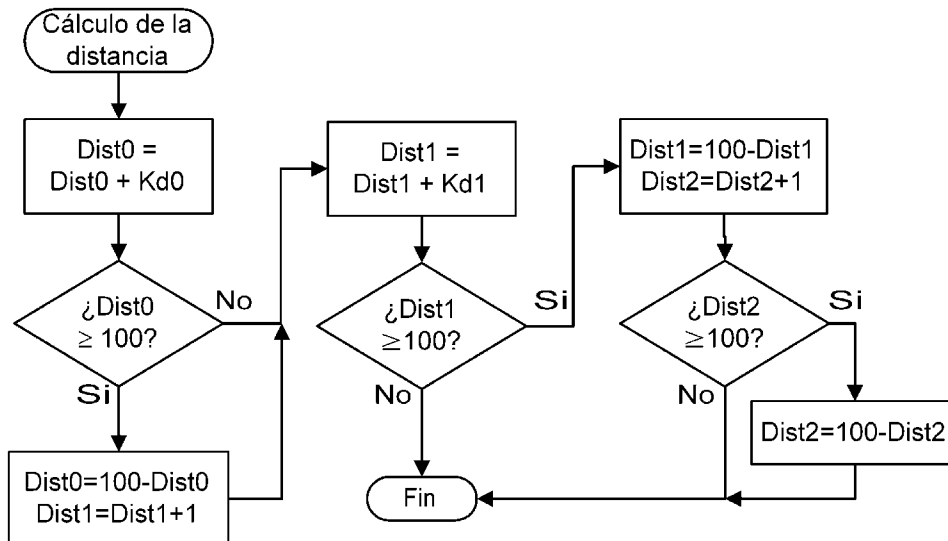 Cálculo de la
distancia
Dist0 =
Dist0 + Kd0
¿Dist0
≥ 100?
No
Si
Dist0=100-Dist0
Dist1=Dist1+1
Dist1 =
Dist1 + Kd1
¿Dist1
≥100?
Si
No
Fin
Dist1=100-Dist1
Dist2=Dist2+1
¿Dist2
≥ 100?
Si
No
Dist2=100-Dist2